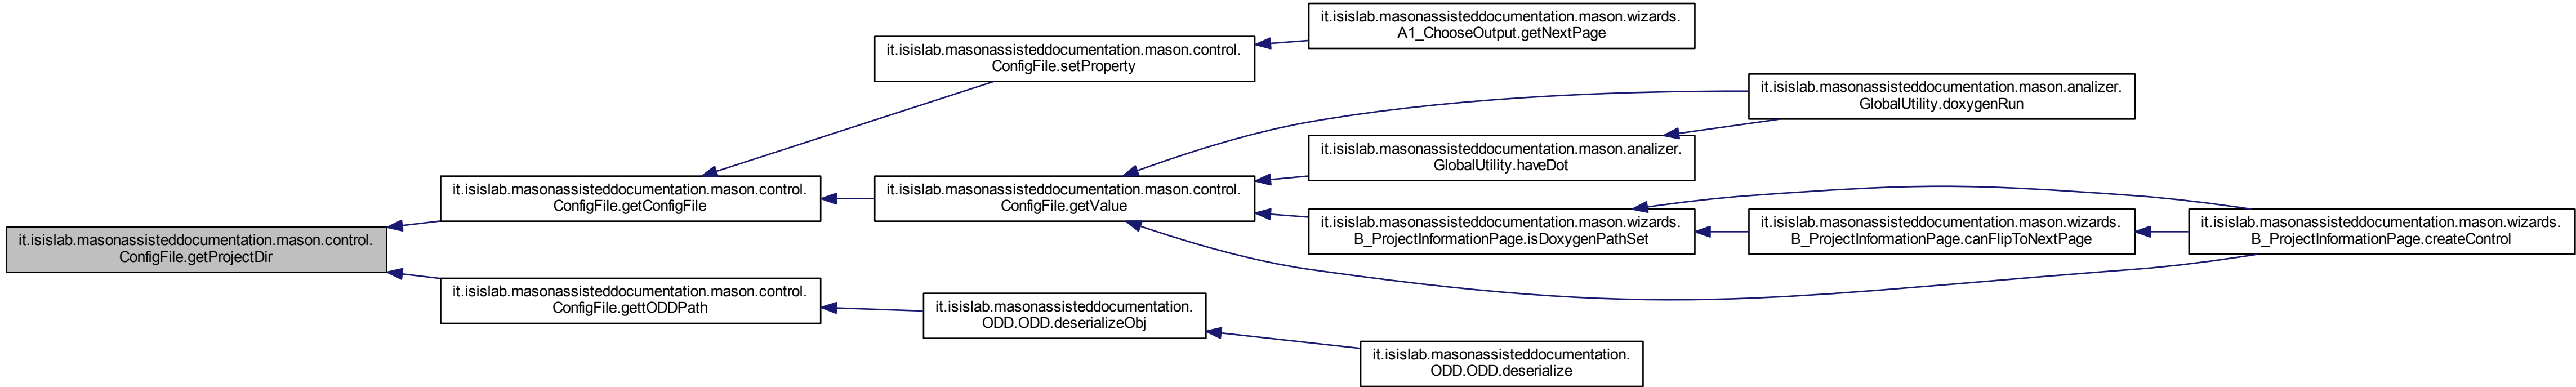 it.isislab.masonassisteddocumentation.mason.control.
ConfigFile.getProjectDir
it.isislab.masonassisteddocumentation.mason.control.
ConfigFile.getConfigFile
it.isislab.masonassisteddocumentation.mason.control.
ConfigFile.setProperty
it.isislab.masonassisteddocumentation.mason.wizards.
A1_ChooseOutput.getNextPage
it.isislab.masonassisteddocumentation.mason.control.
ConfigFile.getValue
it.isislab.masonassisteddocumentation.mason.analizer.
GlobalUtility.doxygenRun
it.isislab.masonassisteddocumentation.mason.analizer.
GlobalUtility.haveDot
it.isislab.masonassisteddocumentation.mason.wizards.
B_ProjectInformationPage.isDoxygenPathSet
it.isislab.masonassisteddocumentation.mason.wizards.
B_ProjectInformationPage.canFlipToNextPage
it.isislab.masonassisteddocumentation.mason.wizards.
B_ProjectInformationPage.createControl
it.isislab.masonassisteddocumentation.mason.control.
ConfigFile.gettODDPath
it.isislab.masonassisteddocumentation.
ODD.ODD.deserializeObj
it.isislab.masonassisteddocumentation.
ODD.ODD.deserialize